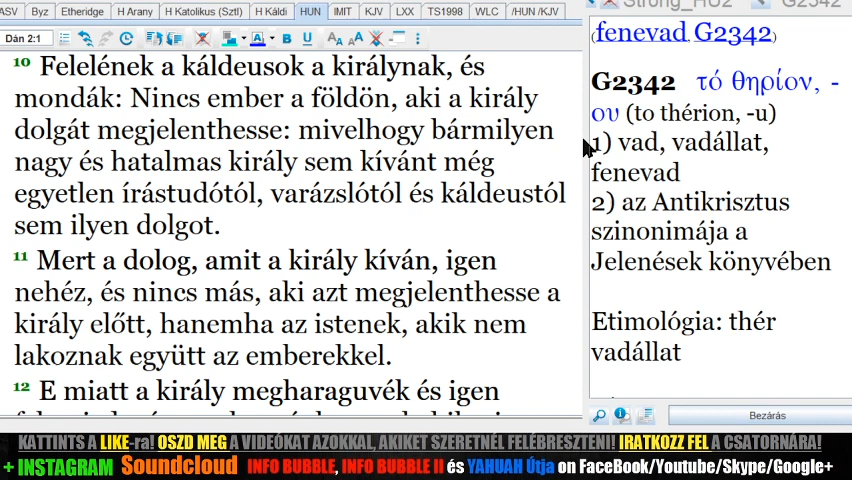 ASV Byz Etheridge H Arany H Katolikus (Sztl) H Káldi HUN IMIT KJV LXX TS1998 WLC /HUN /KJV
Strong_HU2 G2542
Dán 2:1
B U
10 Felelének a káldeusok a királynak, és
mondák: Nincs ember a földön, aki a király
dolgát megjelenthesse: mivelhogy bármilyen
nagy és hatalmas király sem kívánt még
egyetlen írástudótól, varázslótól és káldeustól
sem ilyen dolgot.
11 Mert a dolog, amit a király kíván, igen
nehéz, és nincs más, aki azt megjelenthesse a
király előtt, hanemha az istenek, akik nem
lakoznak együtt az emberekkel.
12 E miatt a király megharaguvék és igen
(fenevad G2342)
G2342 τό θηρίον, -
ου (to thérion, -u)
1) vad, vadállat,
fenevad
2) az Antikrisztus
szinonimája a
Jelenések könyvében
Etimológia: thér
vadállat
Bezárás
KATTINTS A LIKE-ra! OSZD MEG A VIDEÓKAT AZOKKAL, AKIKET SZERETNÉL FELÉBRESZTENI! IRATKOZZ FEL A CSATORNÁRA!
+ INSTAGRAM Soundcloud INFO BUBBLE, INFO BUBBLE II és YAHUAH Útja on FaceBook/Youtube/Skype/Google+